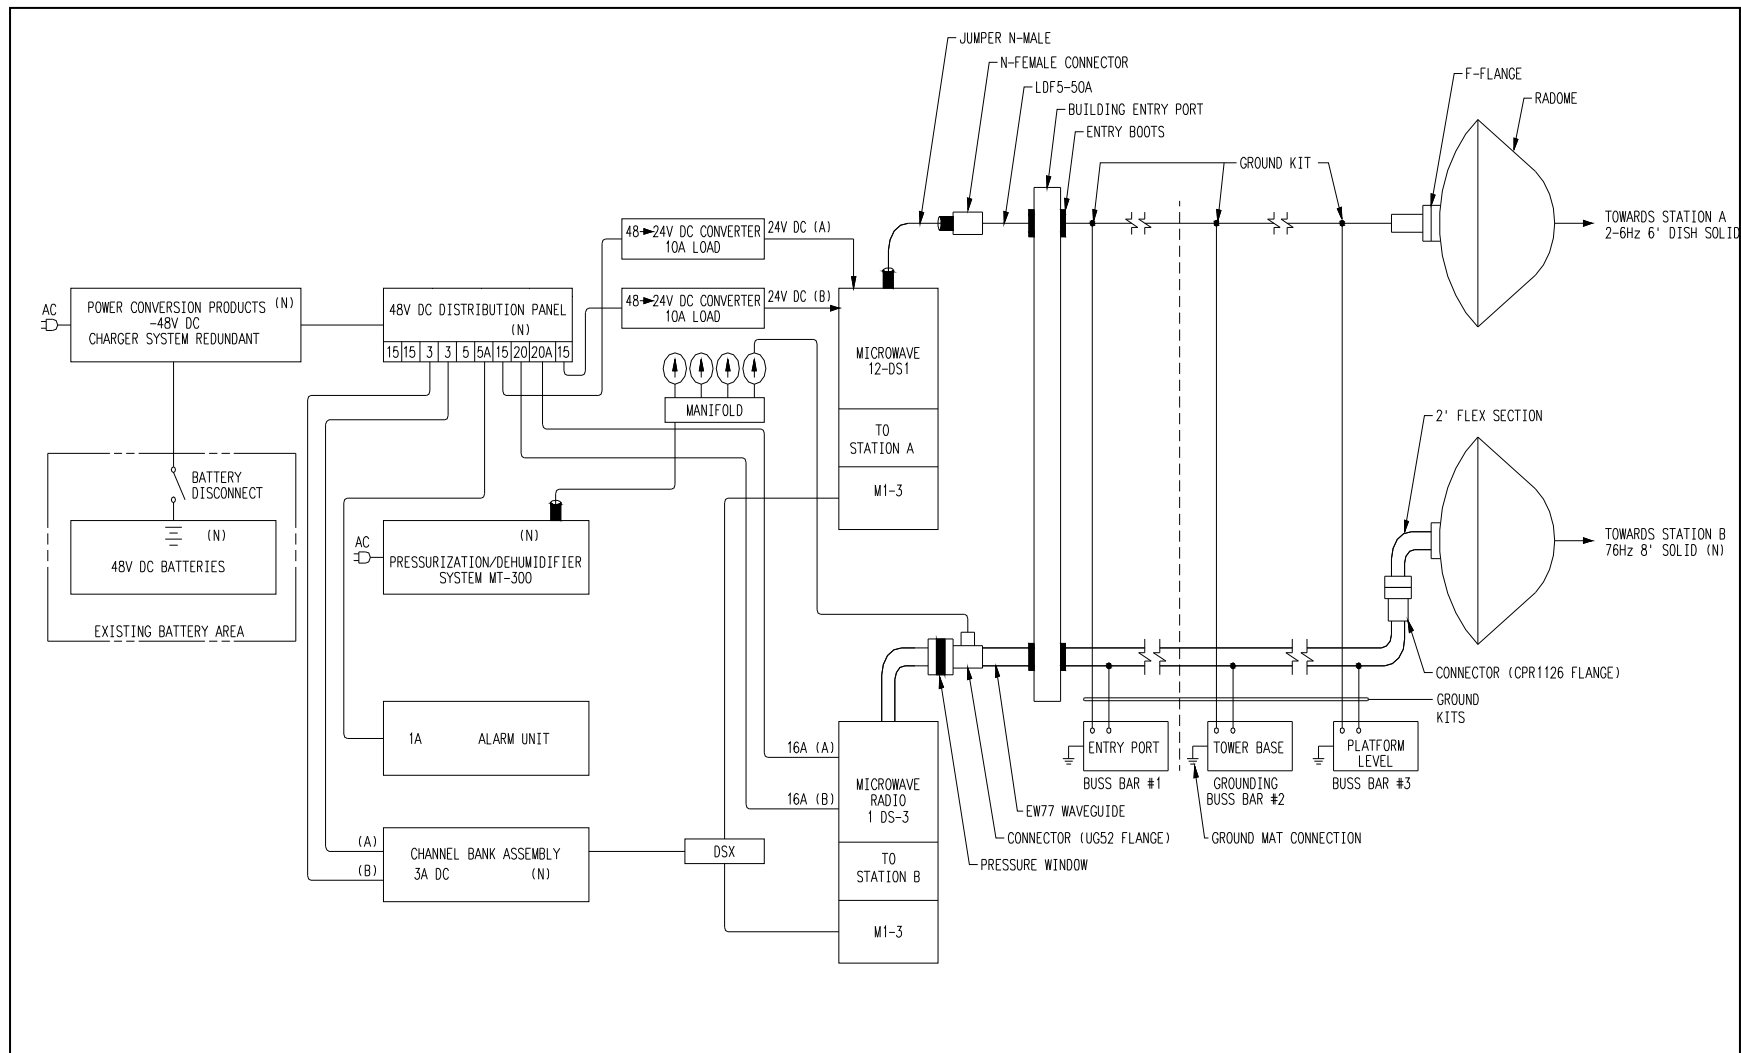 JUMPER N-MALE
N-FEMALE CONNECTOR
LDF5-50A
BUILDING ENTRY PORT
ENTRY BOOTS
GROUND KIT
F-FLANGE
RADOME
TOWARDS STATION A
2-6Hz 6' DISH SOLID
48→24V DC CONVERTER
10A LOAD
24V DC (A)
48→24V DC CONVERTER
10A LOAD
24V DC (B)
AC
POWER CONVERSION PRODUCTS (N)
-48V DC
CHARGER SYSTEM REDUNDANT
48V DC DISTRIBUTION PANEL
(N)
15 15 3 3 5 5A 15 20 20A 15
MANIFOLD
MICROWAVE
12-DS1
TO
STATION A
M1-3
BATTERY
DISCONNECT
(N)
48V DC BATTERIES
EXISTING BATTERY AREA
AC
(N)
PRESSURIZATION/DEHUMIDIFIER
SYSTEM MT-300
2' FLEX SECTION
TOWARDS STATION B
76Hz 8' SOLID (N)
CONNECTOR (CPR1126 FLANGE)
GROUND
KITS
1A ALARM UNIT
16A (A)
16A (B)
MICROWAVE
RADIO
1 DS-3
TO
STATION B
M1-3
ENTRY PORT
BUSS BAR #1
TOWER BASE
GROUNDING
BUSS BAR #2
PLATFORM
LEVEL
BUSS BAR #3
EW77 WAVEGUIDE
CONNECTOR (UG52 FLANGE)
PRESSURE WINDOW
GROUND MAT CONNECTION
(A)
(B)
CHANNEL BANK ASSEMBLY
3A DC (N)
DSX